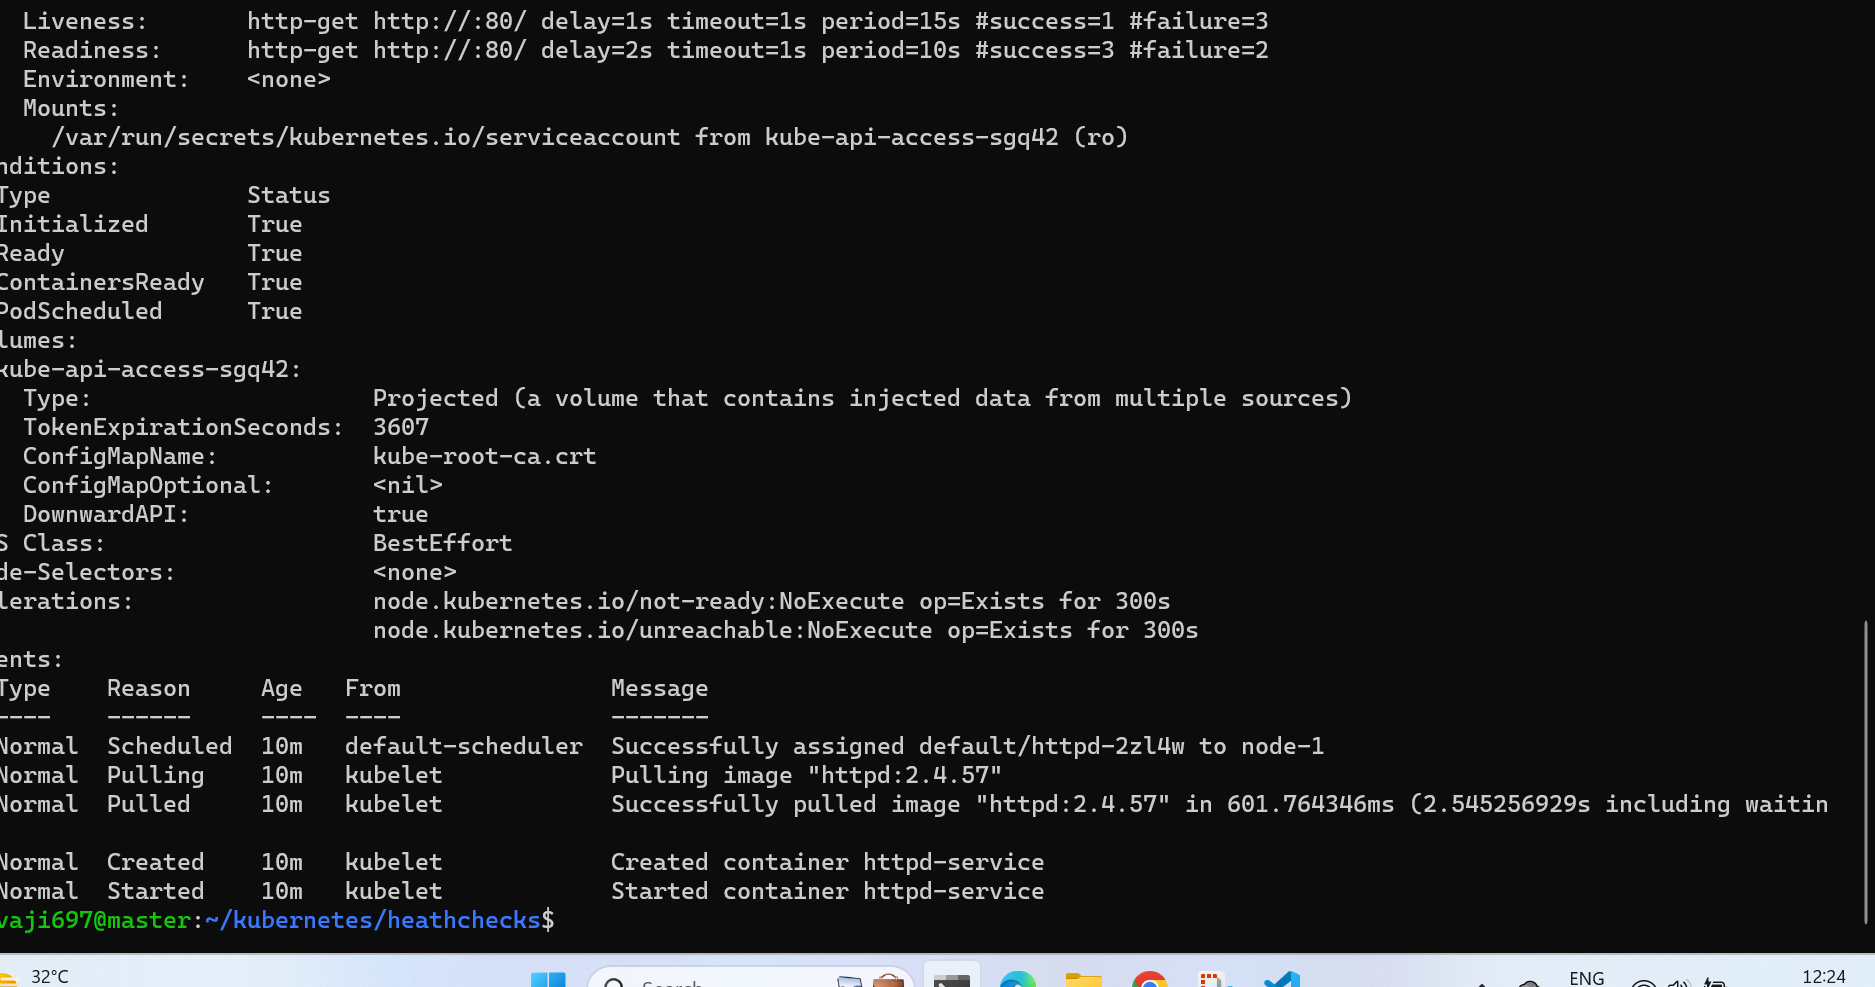 Liveness: http-get http://:80/ delay=1s timeout=1s period=15s #success=1 #failure=3
Readiness: http-get http://:80/ delay=2s timeout=1s period=10s #success=3 #failure=2
Environment: <none>
Mounts:
/var/run/secrets/kubernetes.io/serviceaccount from kube-api-access-sgq42 (ro)
nditions:
Type Status
Initialized True
Ready True
ContainersReady True
PodScheduled True
lumes:
kube-api-access-sgq42:
Type: Projected (a volume that contains injected data from multiple sources)
TokenExpirationSeconds: 3607
ConfigMapName: kube-root-ca.crt
ConfigMapOptional: <nil>
DownwardAPI: true
S Class: BestEffort
de-Selectors: <none>
lerations: node.kubernetes.io/not-ready:NoExecute op=Exists for 300s
node.kubernetes.io/unreachable:NoExecute op=Exists for 300s
ents:
Type Reason Age From Message
---- ------ ---- ---- -------
Normal Scheduled 10m default-scheduler Successfully assigned default/httpd-2zl4w to node-1
Normal Pulling 10m kubelet Pulling image "httpd:2.4.57"
Normal Pulled 10m kubelet Successfully pulled image "httpd:2.4.57" in 601.764346ms (2.545256929s including waitin
Normal Created 10m kubelet Created container httpd-service
Normal Started 10m kubelet Started container httpd-service
vaji697@master:~/kubernetes/heathchecks$
32°C Search ENG 12:24